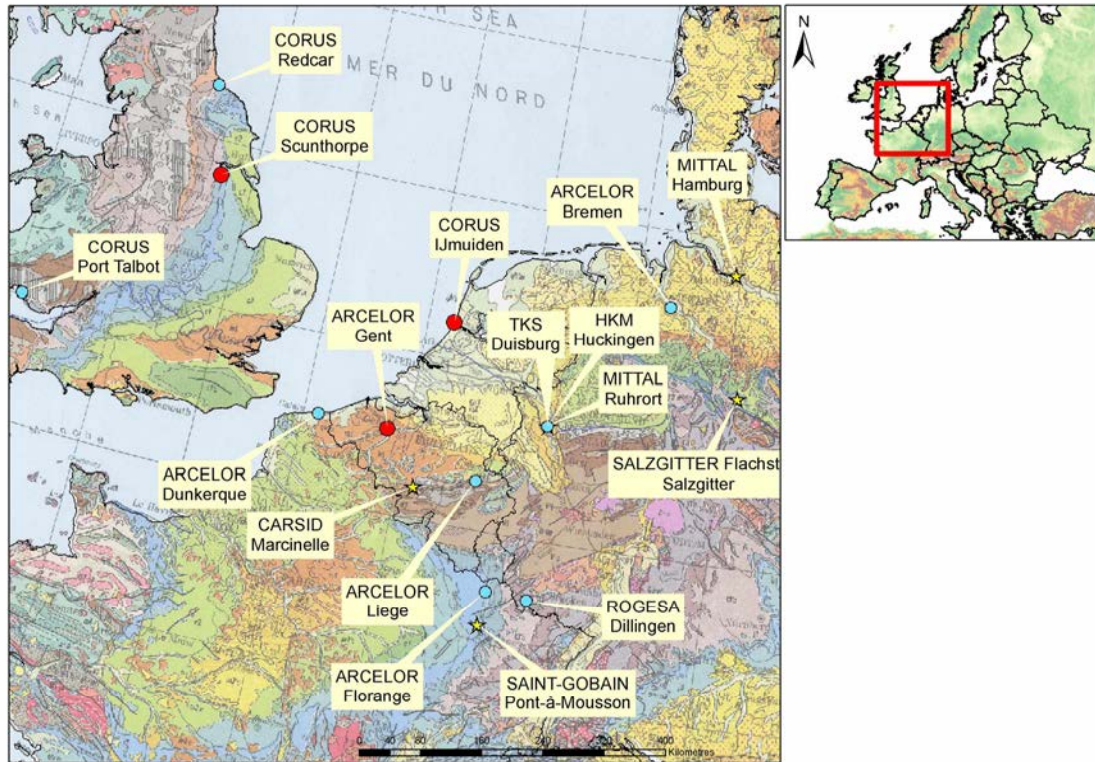 SEA
MER DU NORD
CORUS
Redcar
CORUS
Scunthorpe
CORUS
Port Talbot
CORUS
IJmuiden
ARCELOR
Bremen
MITTAL
Hamburg
ARCELOR
Gent
TKS
Duisburg
HKM
Huckingen
MITTAL
Ruhrort
ARCELOR
Dunkerque
SALZGITTER Flachst
Salzgitter
CARSID
Marcinelle
ARCELOR
Liege
ROGESA
Dillingen
ARCELOR
Florange
SAINT-GOBAIN
Pont-à-Mousson
0 40 80 160 240 320 400
Kilometres
N